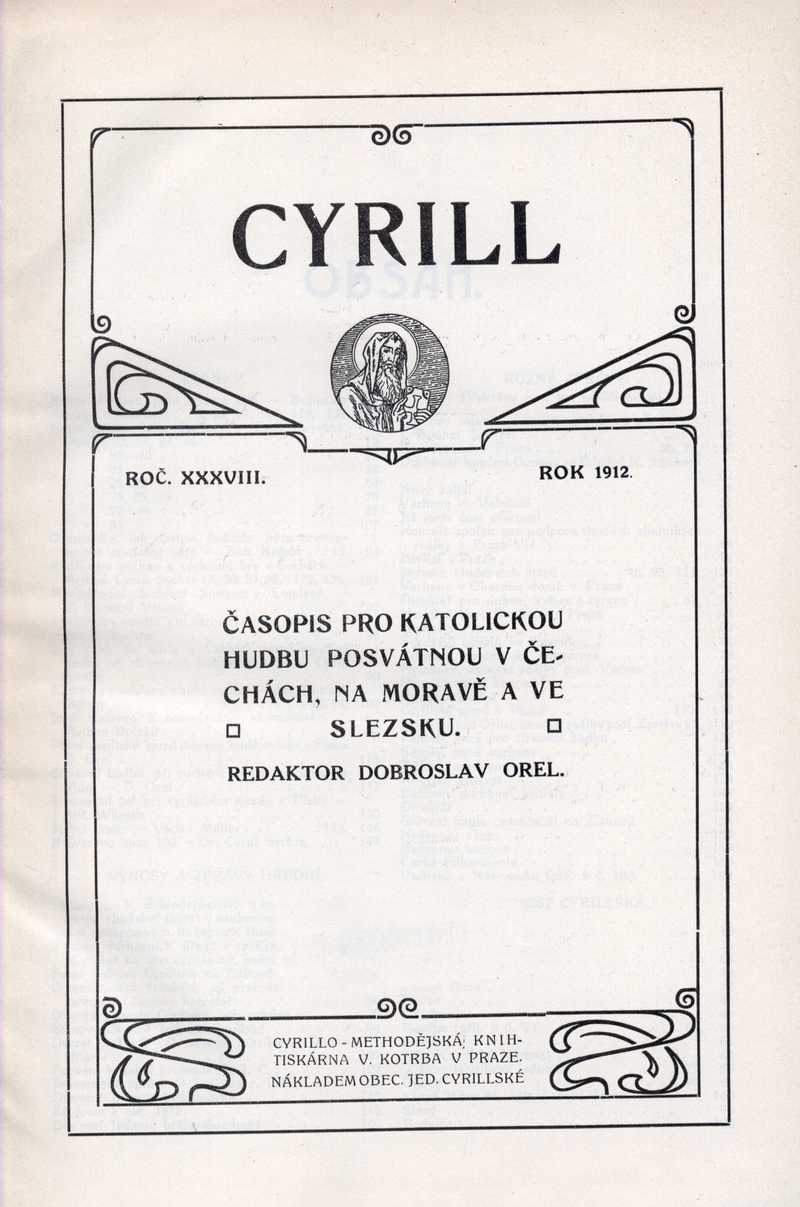 CYRILL
ROČ. XXXVIII.
ROK 1912.
ČASOPIS PRO KATOLICKOU
HUDBU POSVÁTNOU V ČE-
CHÁCH, NA MORAVĚ A VE
SLEZSKU.
REDAKTOR DOBROSLAV OREL.
CYRILLO-METHODĚJSKÁ KNIH-
TISKÁRNA V. KOTRBA V PRAZE.
NÁKLADEM OBEC. JED. CYRILLSKÉ